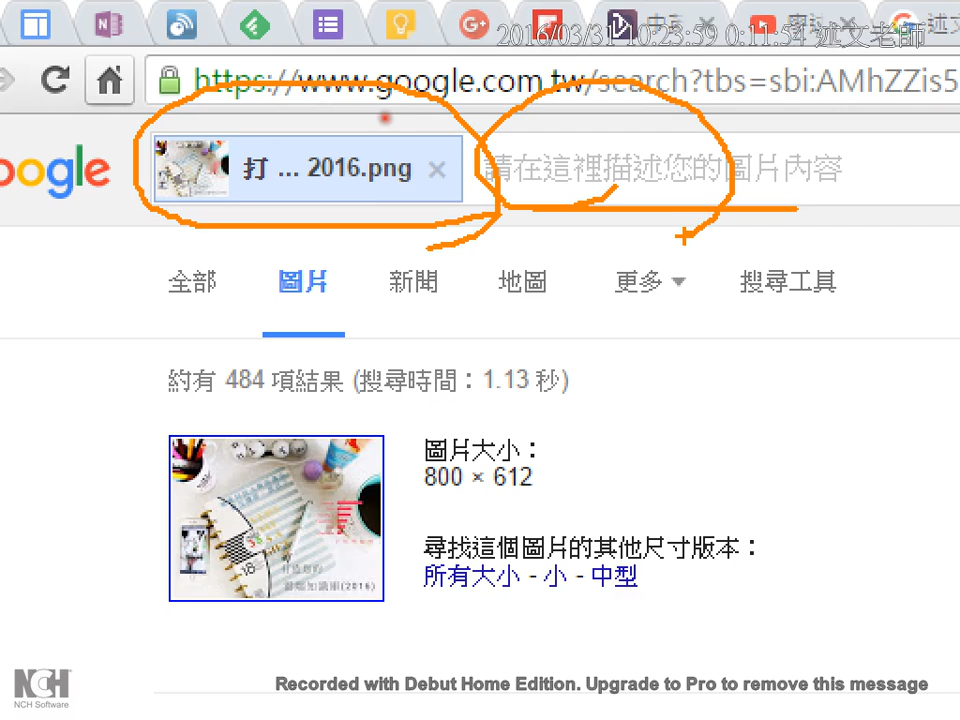 2016/03/31 10:23:59 0:11:54 述文老師
https://www.google.com.tw/search?tbs=sbi:AMhZZis5
oogle
打 ... 2016.png ×
請在這裡描述您的圖片內容
全部 圖片 新聞 地圖 更多 搜尋工具
約有 484 項結果 (搜尋時間：1.13 秒)
圖片大小：
800 × 612
尋找這個圖片的其他尺寸版本：
所有大小 - 小 - 中型
NCH
NCH Software
Recorded with Debut Home Edition. Upgrade to Pro to remove this message